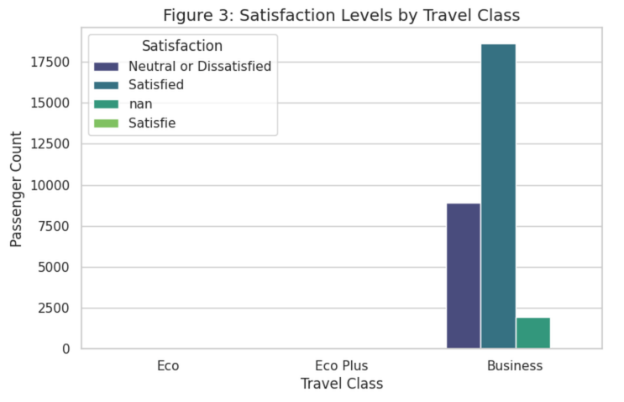 Figure 3: Satisfaction Levels by Travel Class
Satisfaction
Neutral or Dissatisfied
Satisfied
nan
Satisfie
17500
15000
12500
10000
7500
5000
2500
0
Passenger Count
Eco
Eco Plus
Business
Travel Class